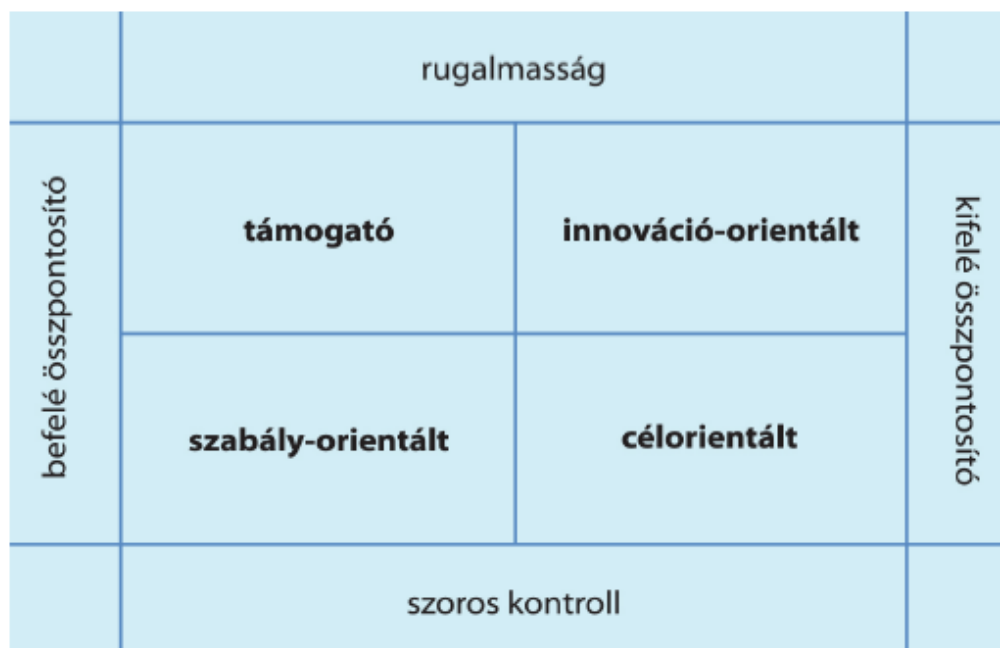 rugalmasság
befelé összpontosító
támogató
innováció-orientált
kifelé összpontosító
szabály-orientált
célorientált
szoros kontroll